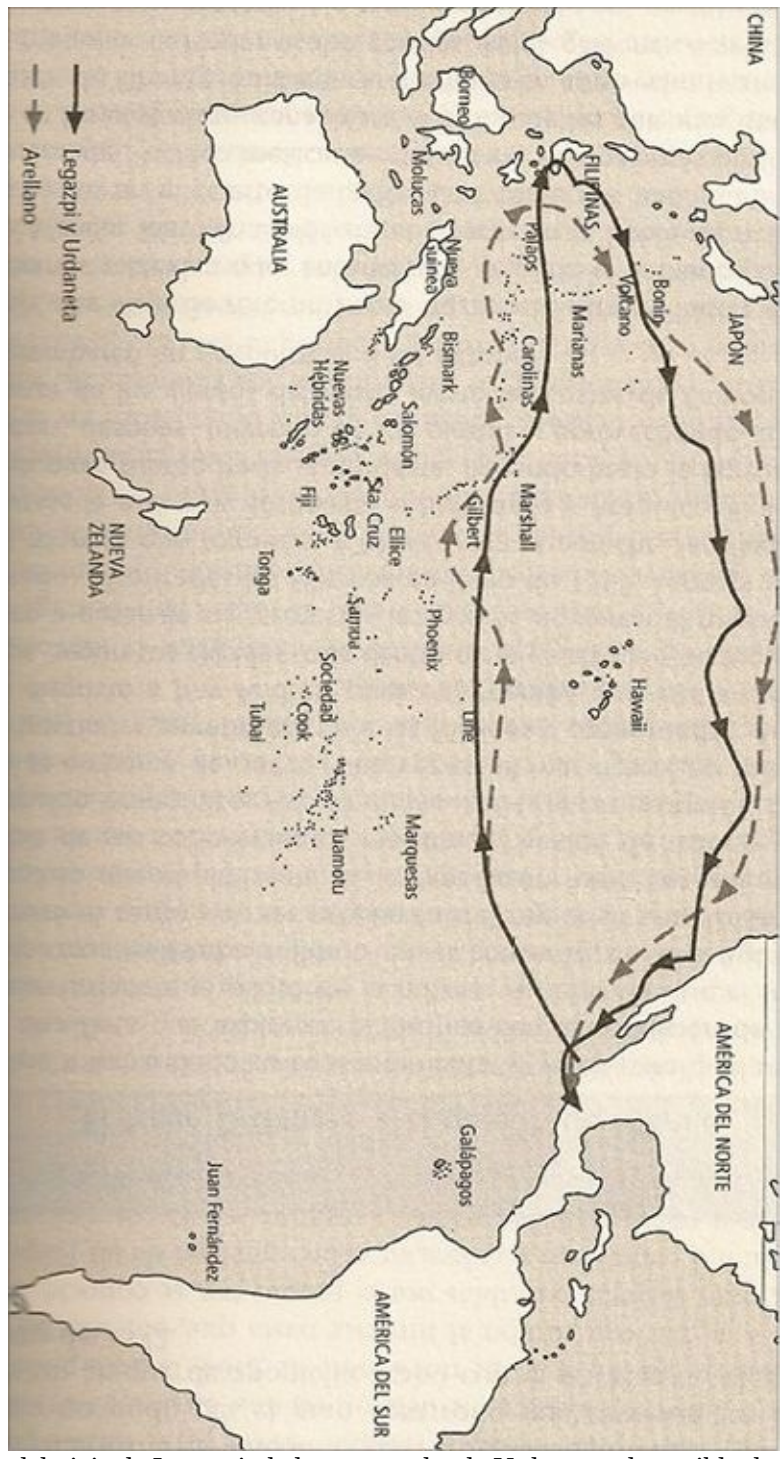 CHINA
JAPÓN
AMÉRICA DEL NORTE
Bonin
Volcano
FILIPINAS
Marianas
Hawaii
Palaos
Carolinas
Marshall
Borneo
Molucas
Nueva
Guinea
Bismark
Gilbert
Line
Galápagos
Salomón
Ellice
Phoenix
Marquesas
Nuevas
Hébridas
Sta. Cruz
Samoa
Sociedad
Tuamotu
AMÉRICA DEL SUR
AUSTRALIA
Fiji
Tonga
Cook
Tubai
Juan Fernández
NUEVA
ZELANDA
Legazpi y Urdaneta
Arellano